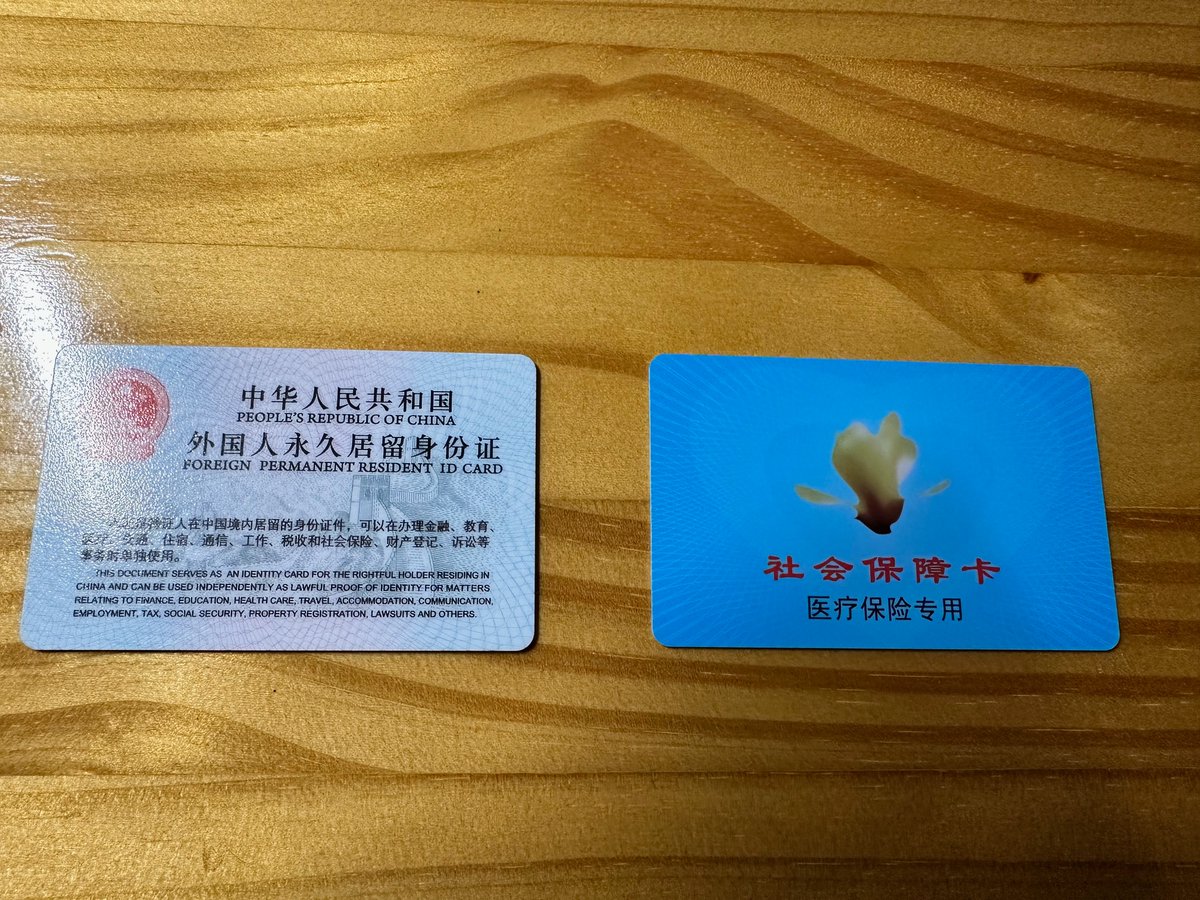 中华人民共和国
PEOPLE'S REPUBLIC OF CHINA
外国人永久居留身份证
FOREIGN PERMANENT RESIDENT ID CARD
证人在中国境内居留的身份证件，可以在办理金融、教育、
交通、住宿、通信、工作、税收和社会保险、财产登记、诉讼等
事务时单独使用。
THIS DOCUMENT SERVES AS AN IDENTITY CARD FOR THE RIGHTFUL HOLDER RESIDING IN
CHINA AND CAN BE USED INDEPENDENTLY AS LAWFUL PROOF OF IDENTITY FOR MATTERS
RELATING TO FINANCE, EDUCATION, HEALTH CARE, TRAVEL, ACCOMMODATION, COMMUNICATION,
EMPLOYMENT, TAX, SOCIAL SECURITY, PROPERTY REGISTRATION, LAWSUITS AND OTHERS.
社会保障卡
医疗保险专用